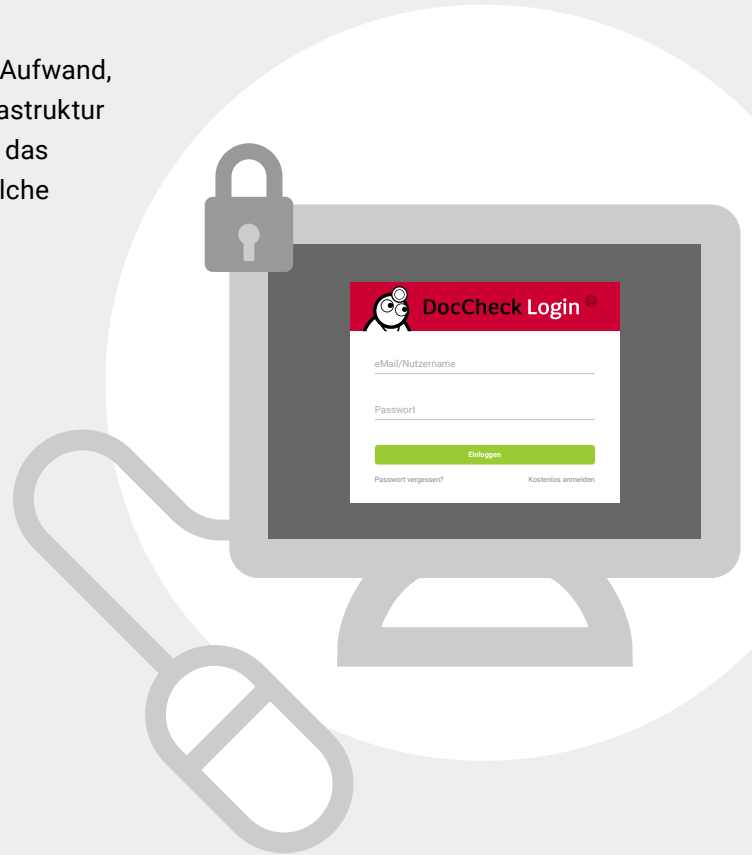 Aufwand,
astruktur
das
lche
DocCheck Login ?
eMail/Nutzername
Passwort
Einloggen
Passwort vergessen?
Kostenlos anmelden